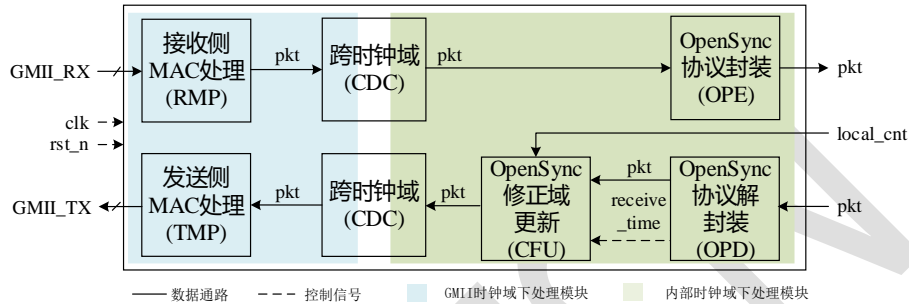 接收侧
MAC处理
(RMP)
pkt
跨时钟域
(CDC)
pkt
OpenSync
协议封装
(OPE)
GMII_RX
pkt
clk
rst_n
local_cnt
发送侧
MAC处理
(TMP)
pkt
跨时钟域
(CDC)
pkt
OpenSync
修正域
更新
(CFU)
pkt
receive
_time
OpenSync
协议解
封装
(OPD)
GMII_TX
pkt
数据通路
控制信号
GMII时钟域下处理模块
内部时钟域下处理模块